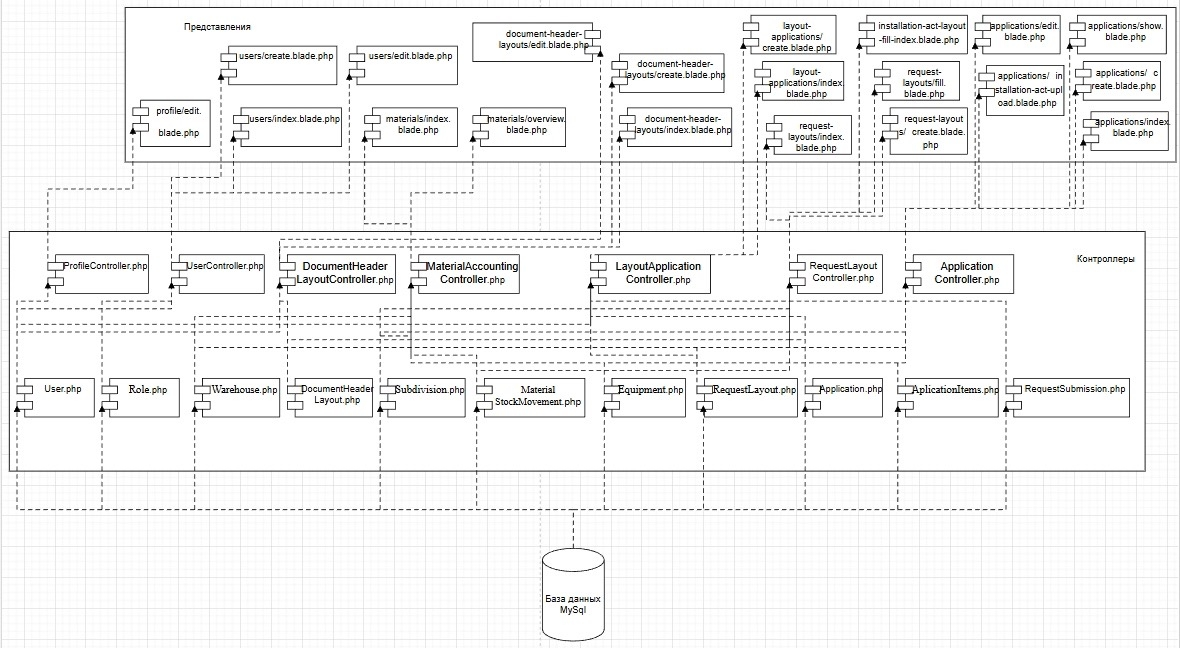 Представления
document-header-
layouts/edit.blade.php
layout-
applications/
create.blade.php
installation-act-layout
-fill-index.blade.php
applications/edit.
blade.php
applications/show.
blade.php
users/create.blade.php
users/edit.blade.php
document-header-
layouts/create.blade.php
layout-
applications/index.
blade.php
request-
layouts/fill.
blade.php
applications/ in
stallation-act-upl
oad.blade.php
applications/ c
reate.blade.php
profile/edit.
blade.php
users/index.blade.php
materials/index.
blade.php
materials/overview.
blade.php
document-header-
layouts/index.blade.php
request-
layouts/index.
blade.php
request-layout
s/ create.blade.
php
applications/index.
blade.php
Контроллеры
ProfileController.php
UserController.php
DocumentHeader
LayoutController.php
MaterialAccounting
Controller.php
LayoutApplication
Controller.php
RequestLayout
Controller.php
Application
Controller.php
User.php
Role.php
Warehouse.php
DocumentHeader
Layout.php
Subdivision.php
Material
StockMovement.php
Equipment.php
RequestLayout.php
Application.php
AplicationItems.php
RequestSubmission.php
База данных
MySql